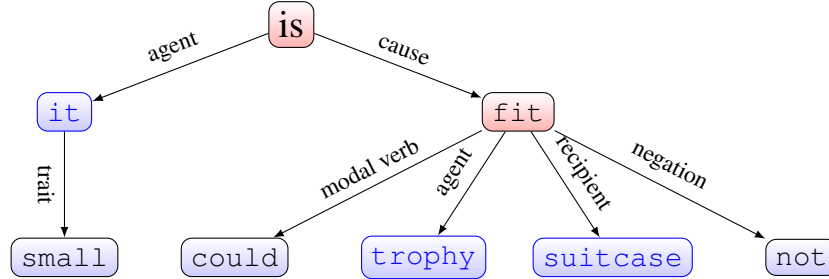 is
agent
cause
it
fit
trait
modal verb
agent
recipient
negation
small
could
trophy
suitcase
not